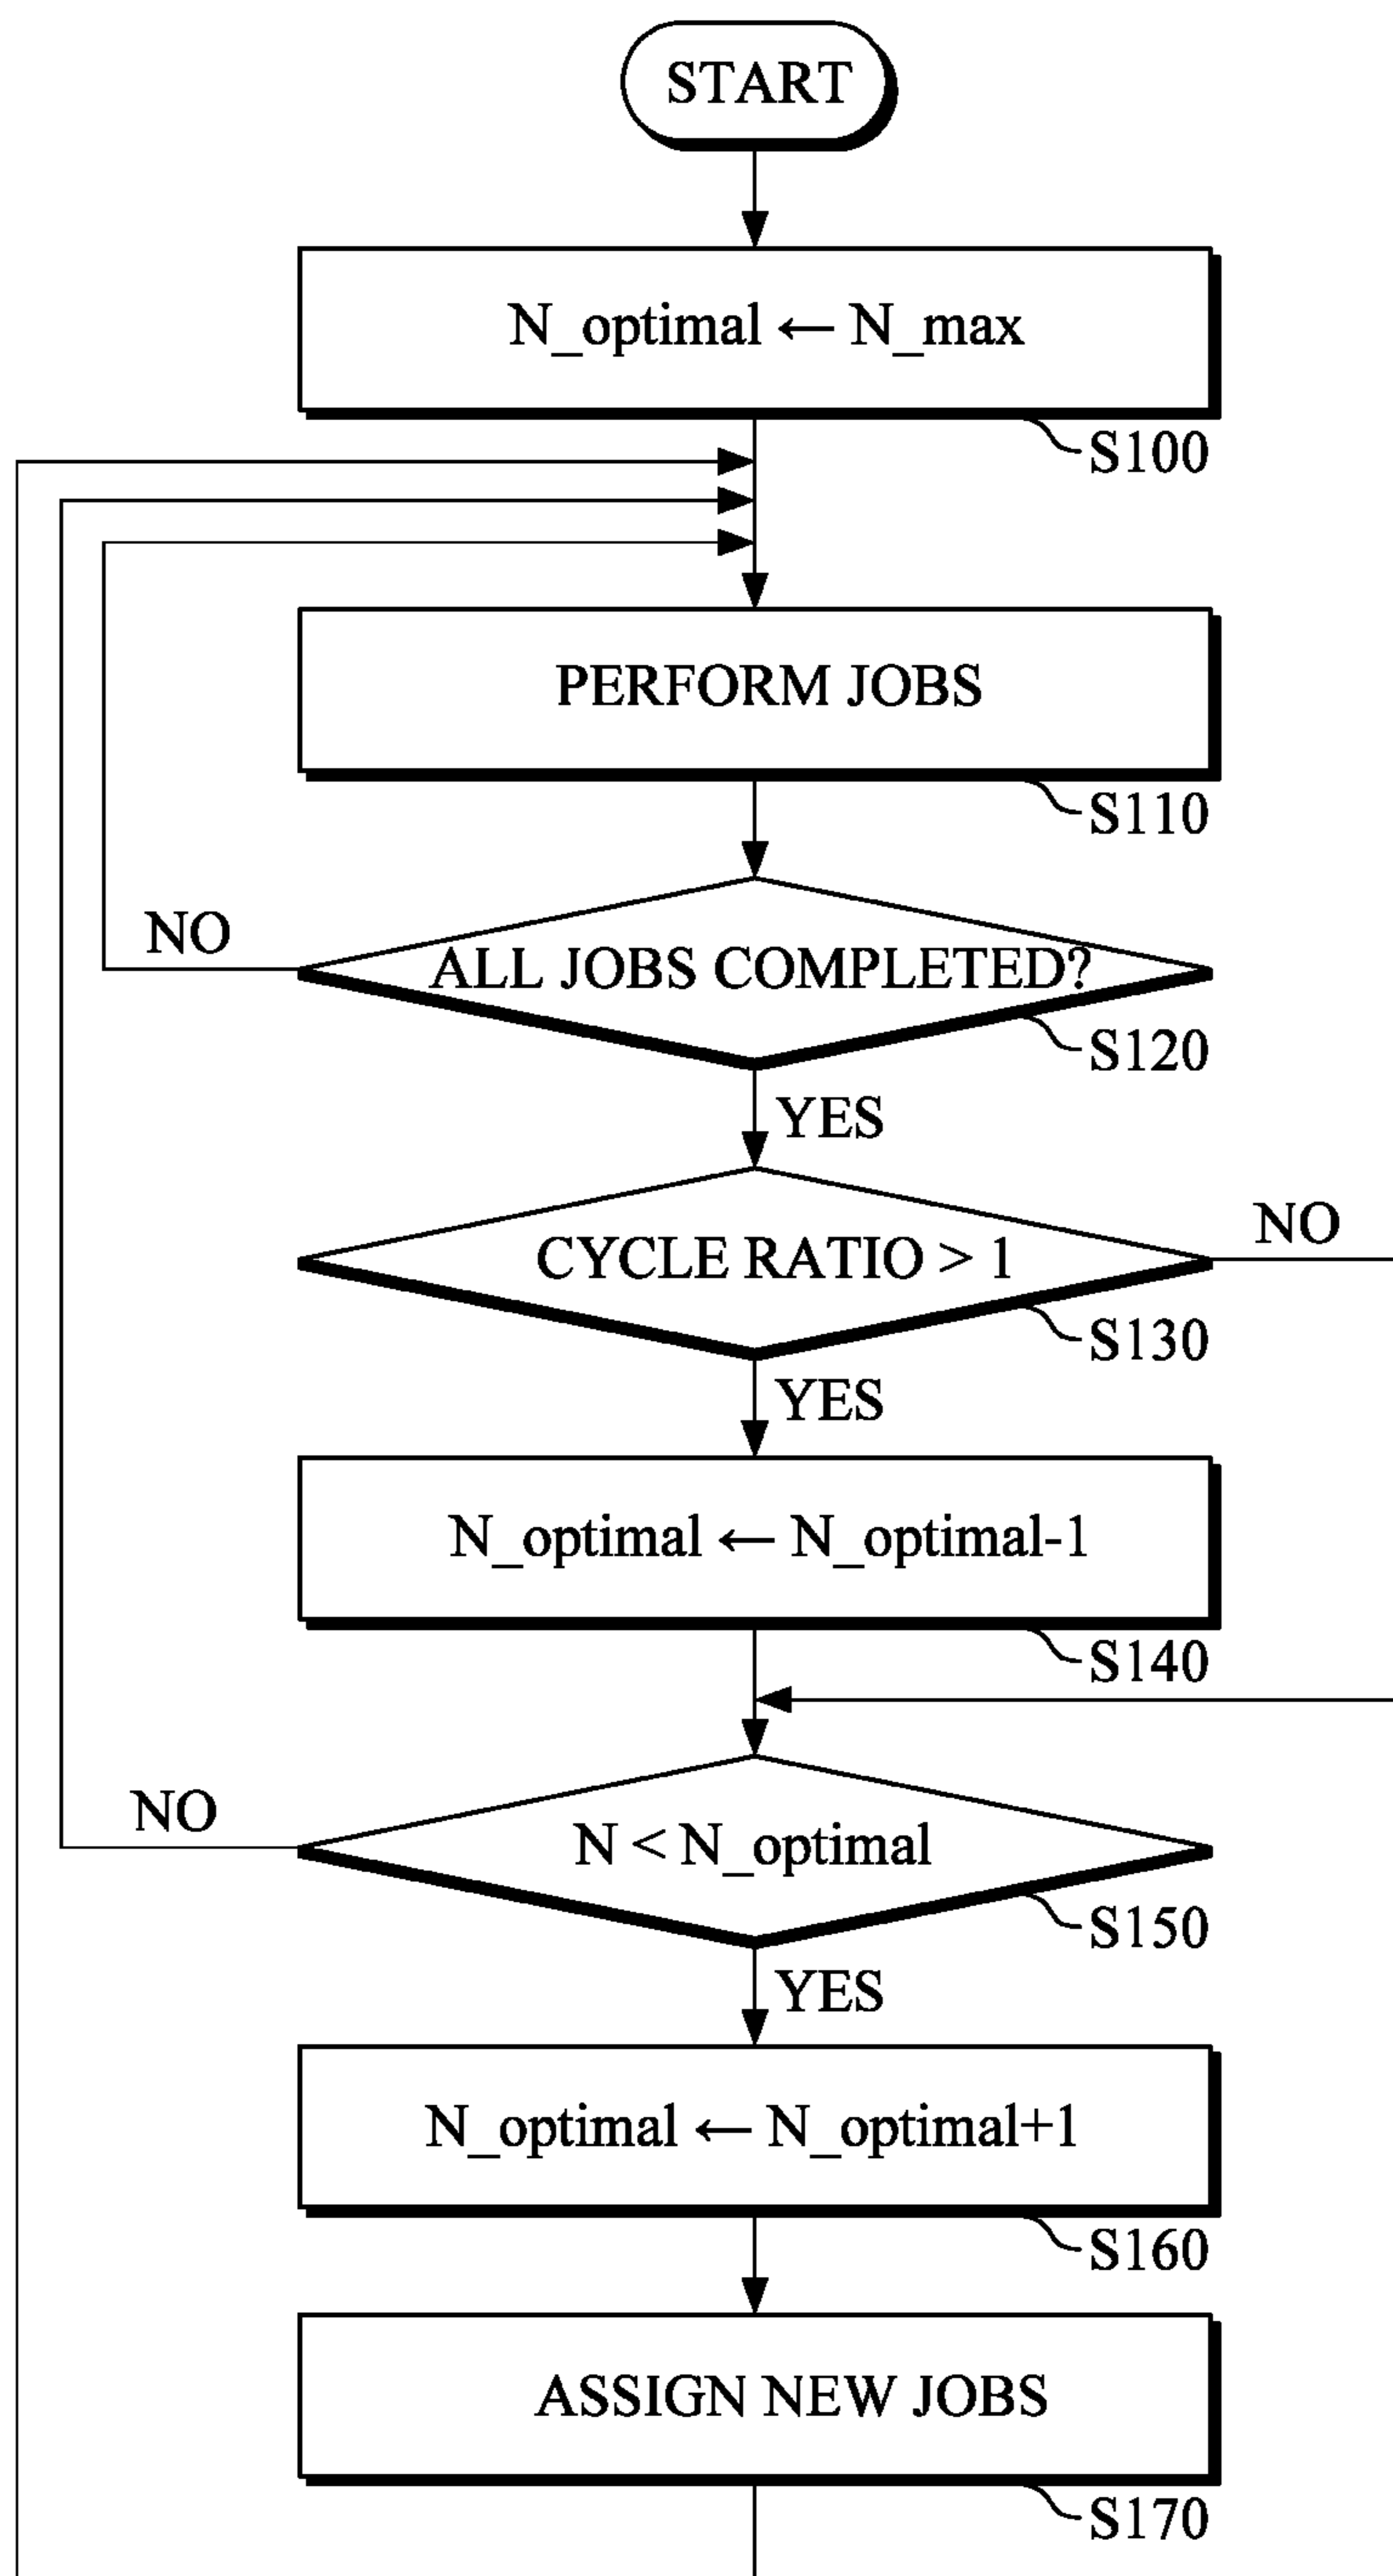 START
N_optimal ← N_max
S100
PERFORM JOBS
S110
NO
ALL JOBS COMPLETED?
S120
YES
NO
CYCLE RATIO > 1
S130
YES
N_optimal ← N_optimal-1
S140
NO
N < N_optimal
S150
YES
N_optimal ← N_optimal+1
S160
ASSIGN NEW JOBS
S170